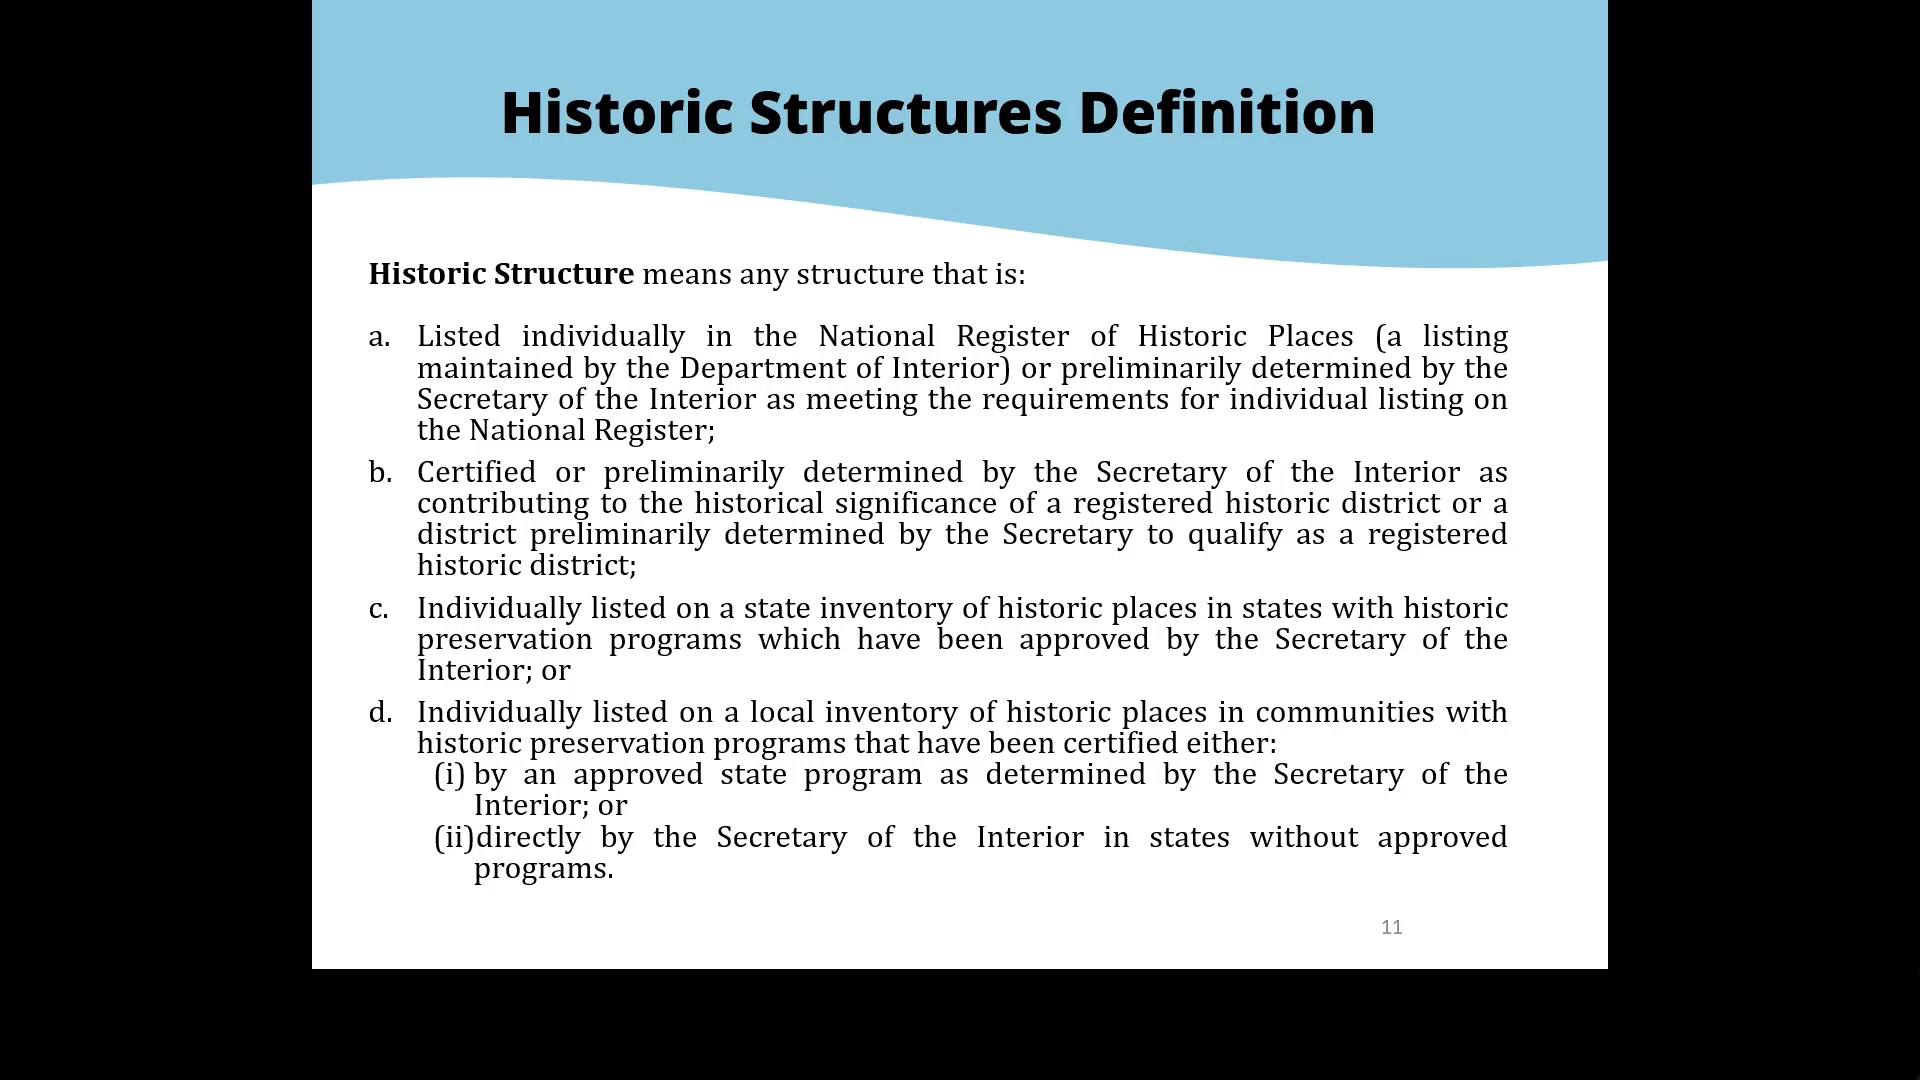 Historic Structures Definition
Historic Structure means any structure that is:
a. Listed individually in the National Register of Historic Places (a listing
maintained by the Department of Interior) or preliminarily determined by the
Secretary of the Interior as meeting the requirements for individual listing on
the National Register;
b. Certified or preliminarily determined by the Secretary of the Interior as
contributing to the historical significance of a registered historic district or a
district preliminarily determined by the Secretary to qualify as a registered
historic district;
c. Individually listed on a state inventory of historic places in states with historic
preservation programs which have been approved by the Secretary of the
Interior; or
d. Individually listed on a local inventory of historic places in communities with
historic preservation programs that have been certified either:
(i) by an approved state program as determined by the Secretary of the
Interior; or
(ii)directly by the Secretary of the Interior in states without approved
programs.
11